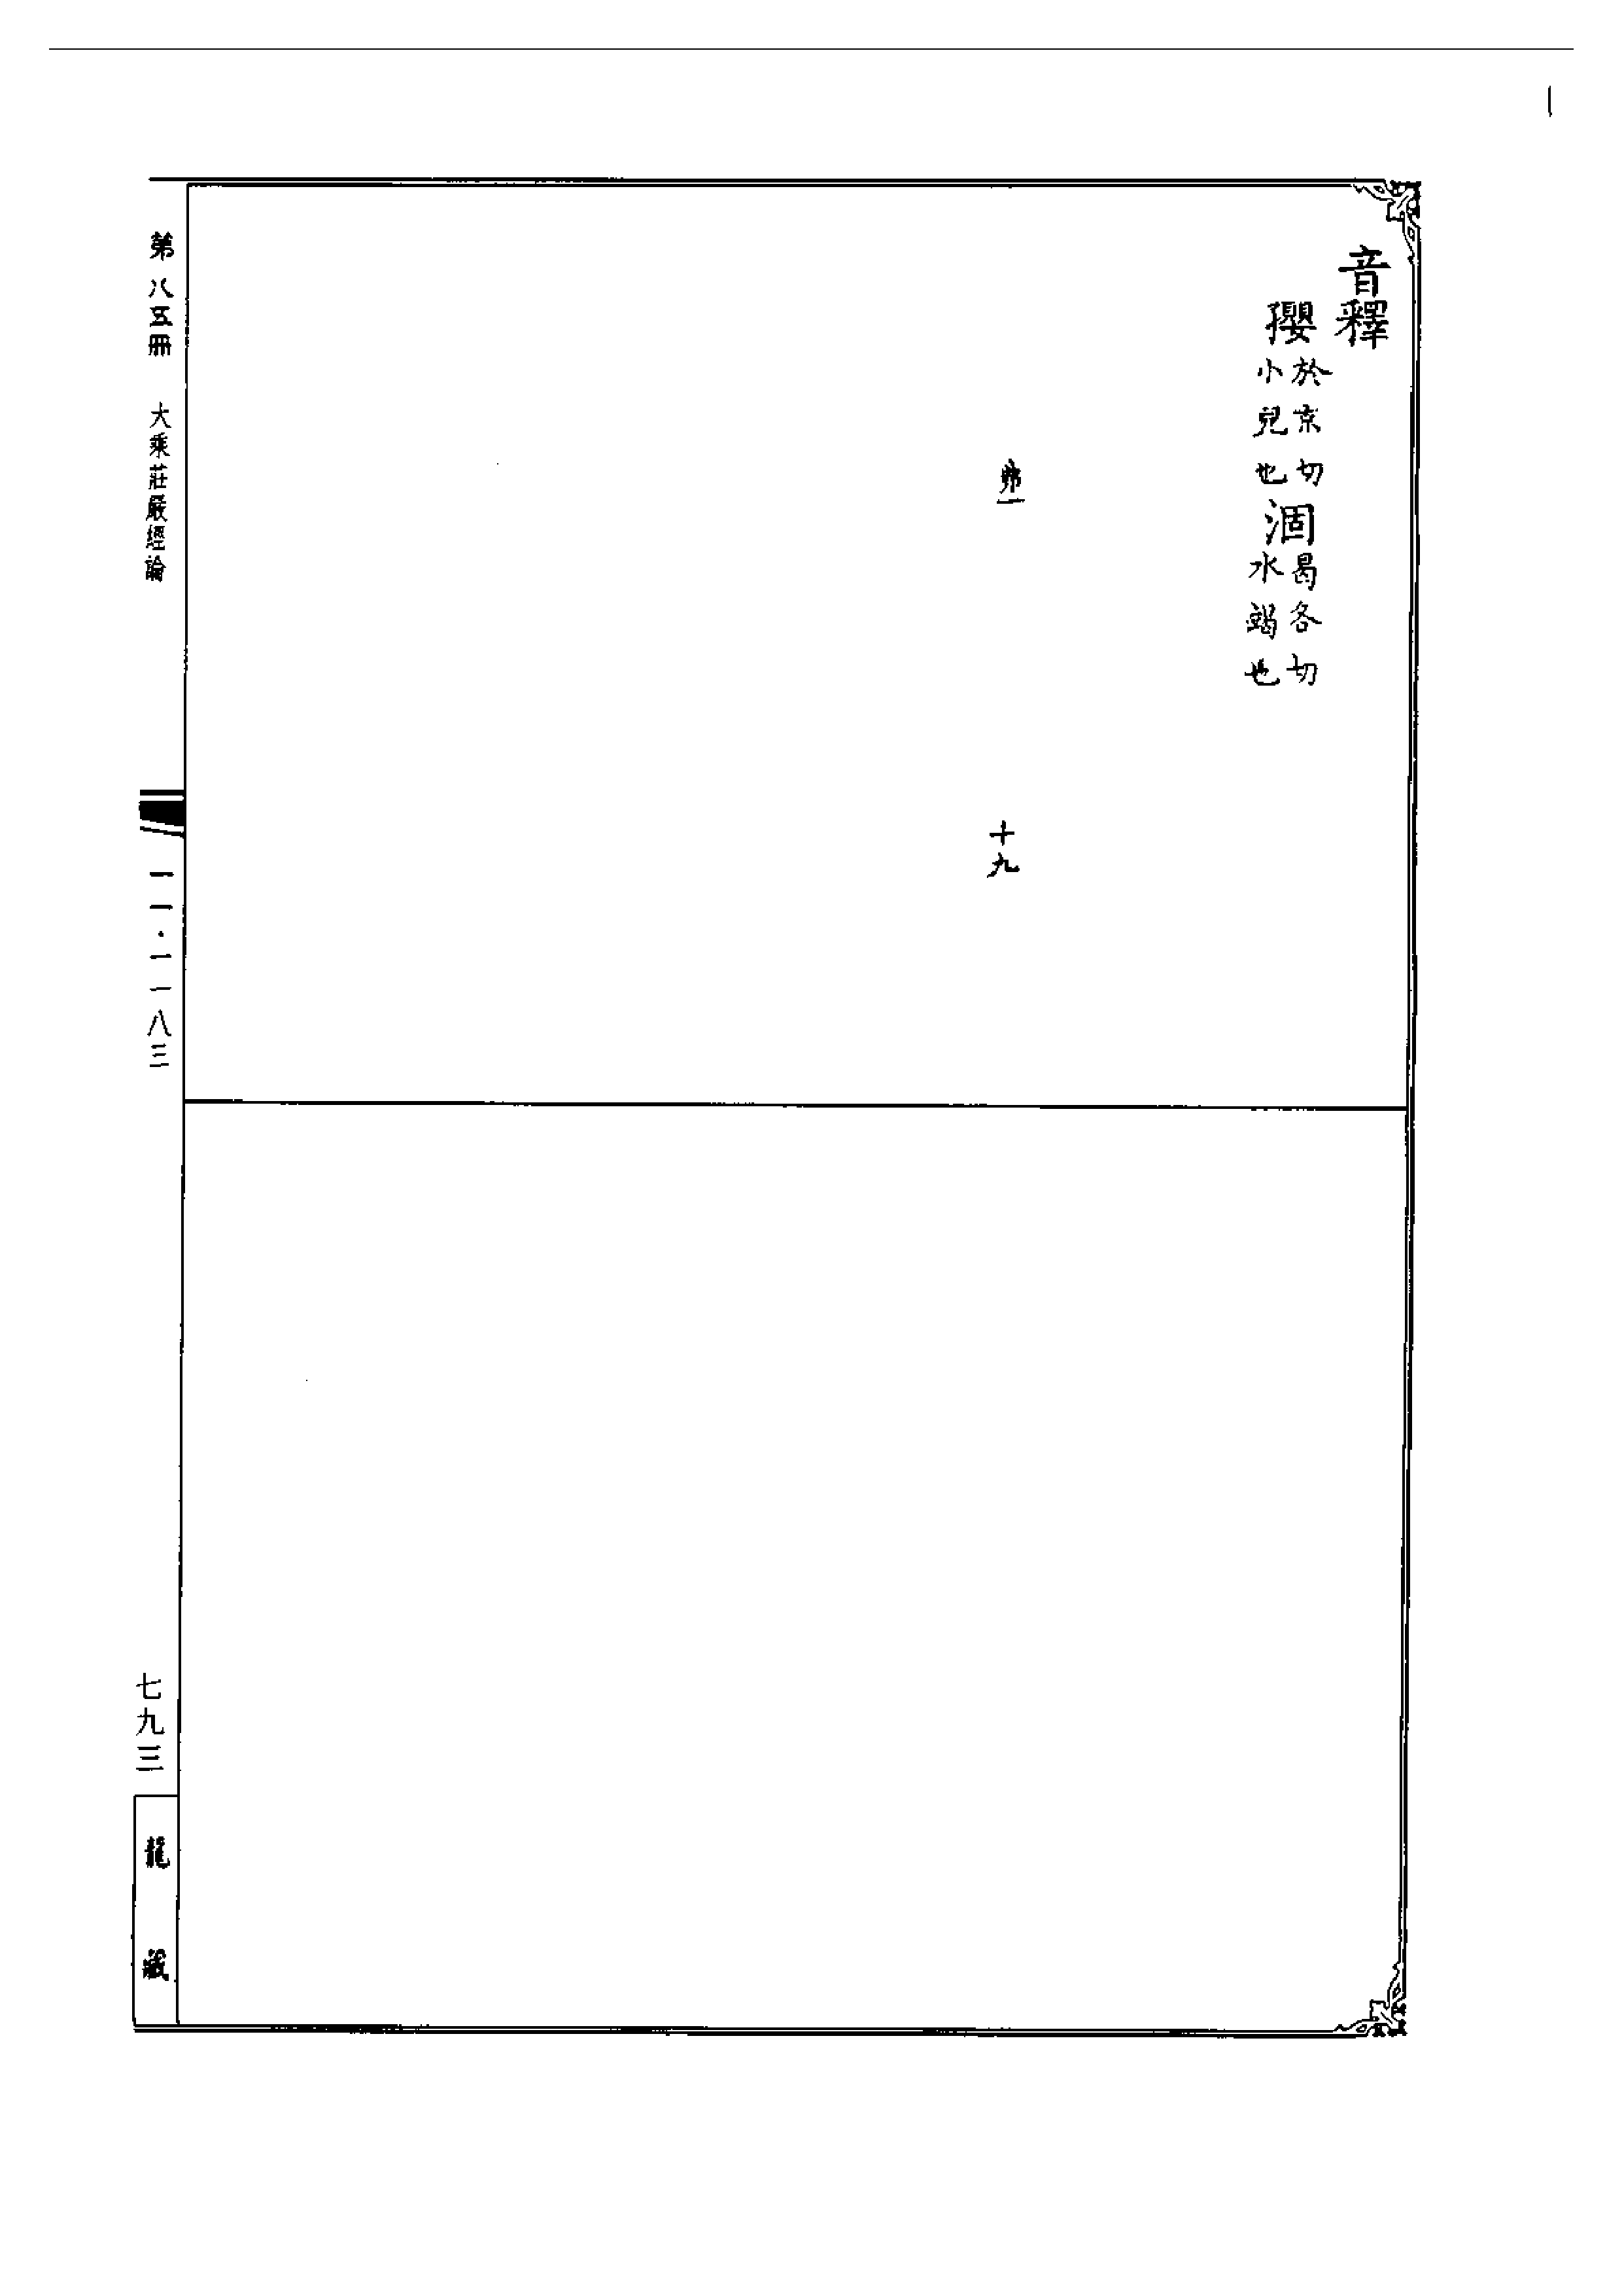 音釋
孾於京切小兒也涸曷各切水竭也
弗一 十九
第八五冊 大乘莊嚴經論
一一·一一八三
七九三
龍藏